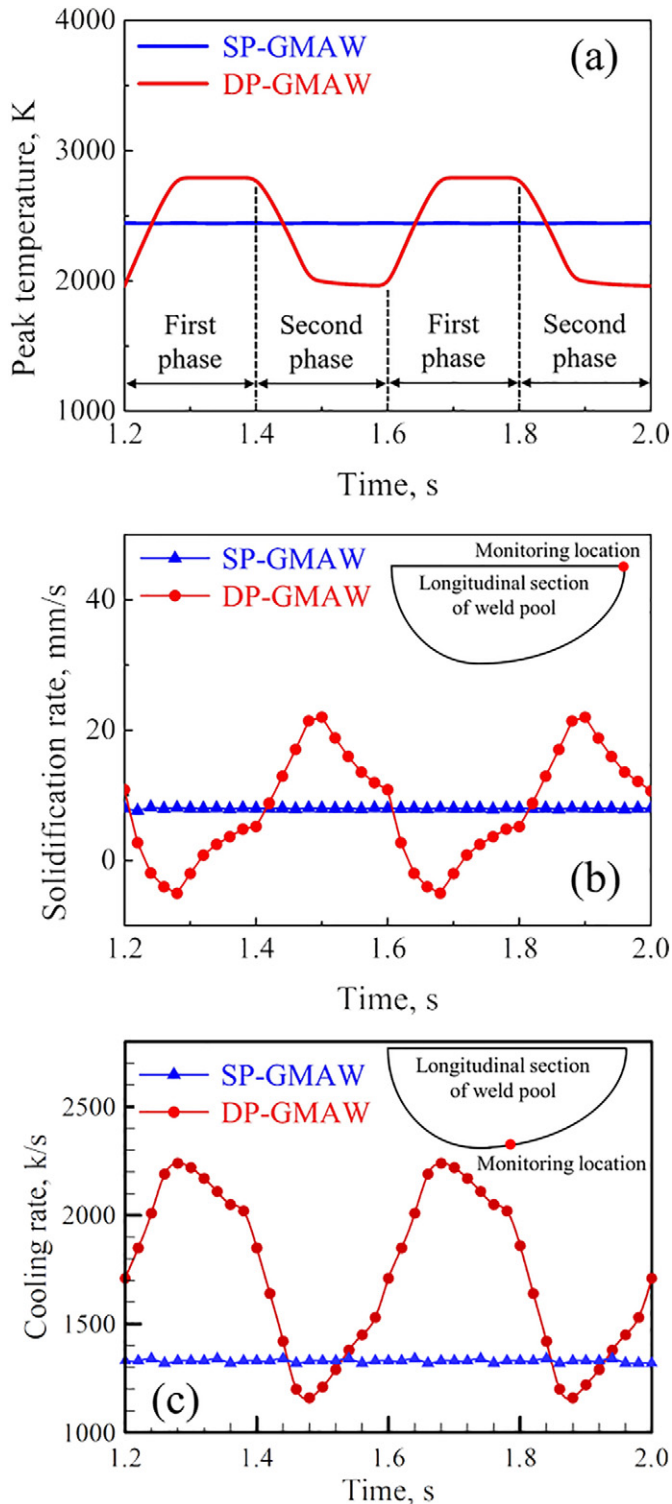 4000
SP-GMAW
(a)
DP-GMAW
3000
2000
First
phase
Second
phase
First
phase
Second
phase
1000
1.2
1.4
1.6
1.8
2.0
Peak temperature, K
Time, s
SP-GMAW
DP-GMAW
Monitoring location
Longitudinal section
of weld pool
40
20
0
Solidification rate, mm/s
(b)
1.2
1.4
1.6
1.8
2.0
Time, s
SP-GMAW
DP-GMAW
Longitudinal section
of weld pool
Monitoring location
2500
2000
1500
1000
Cooling rate, k/s
(c)
1.2
1.4
1.6
1.8
2.0
Time, s